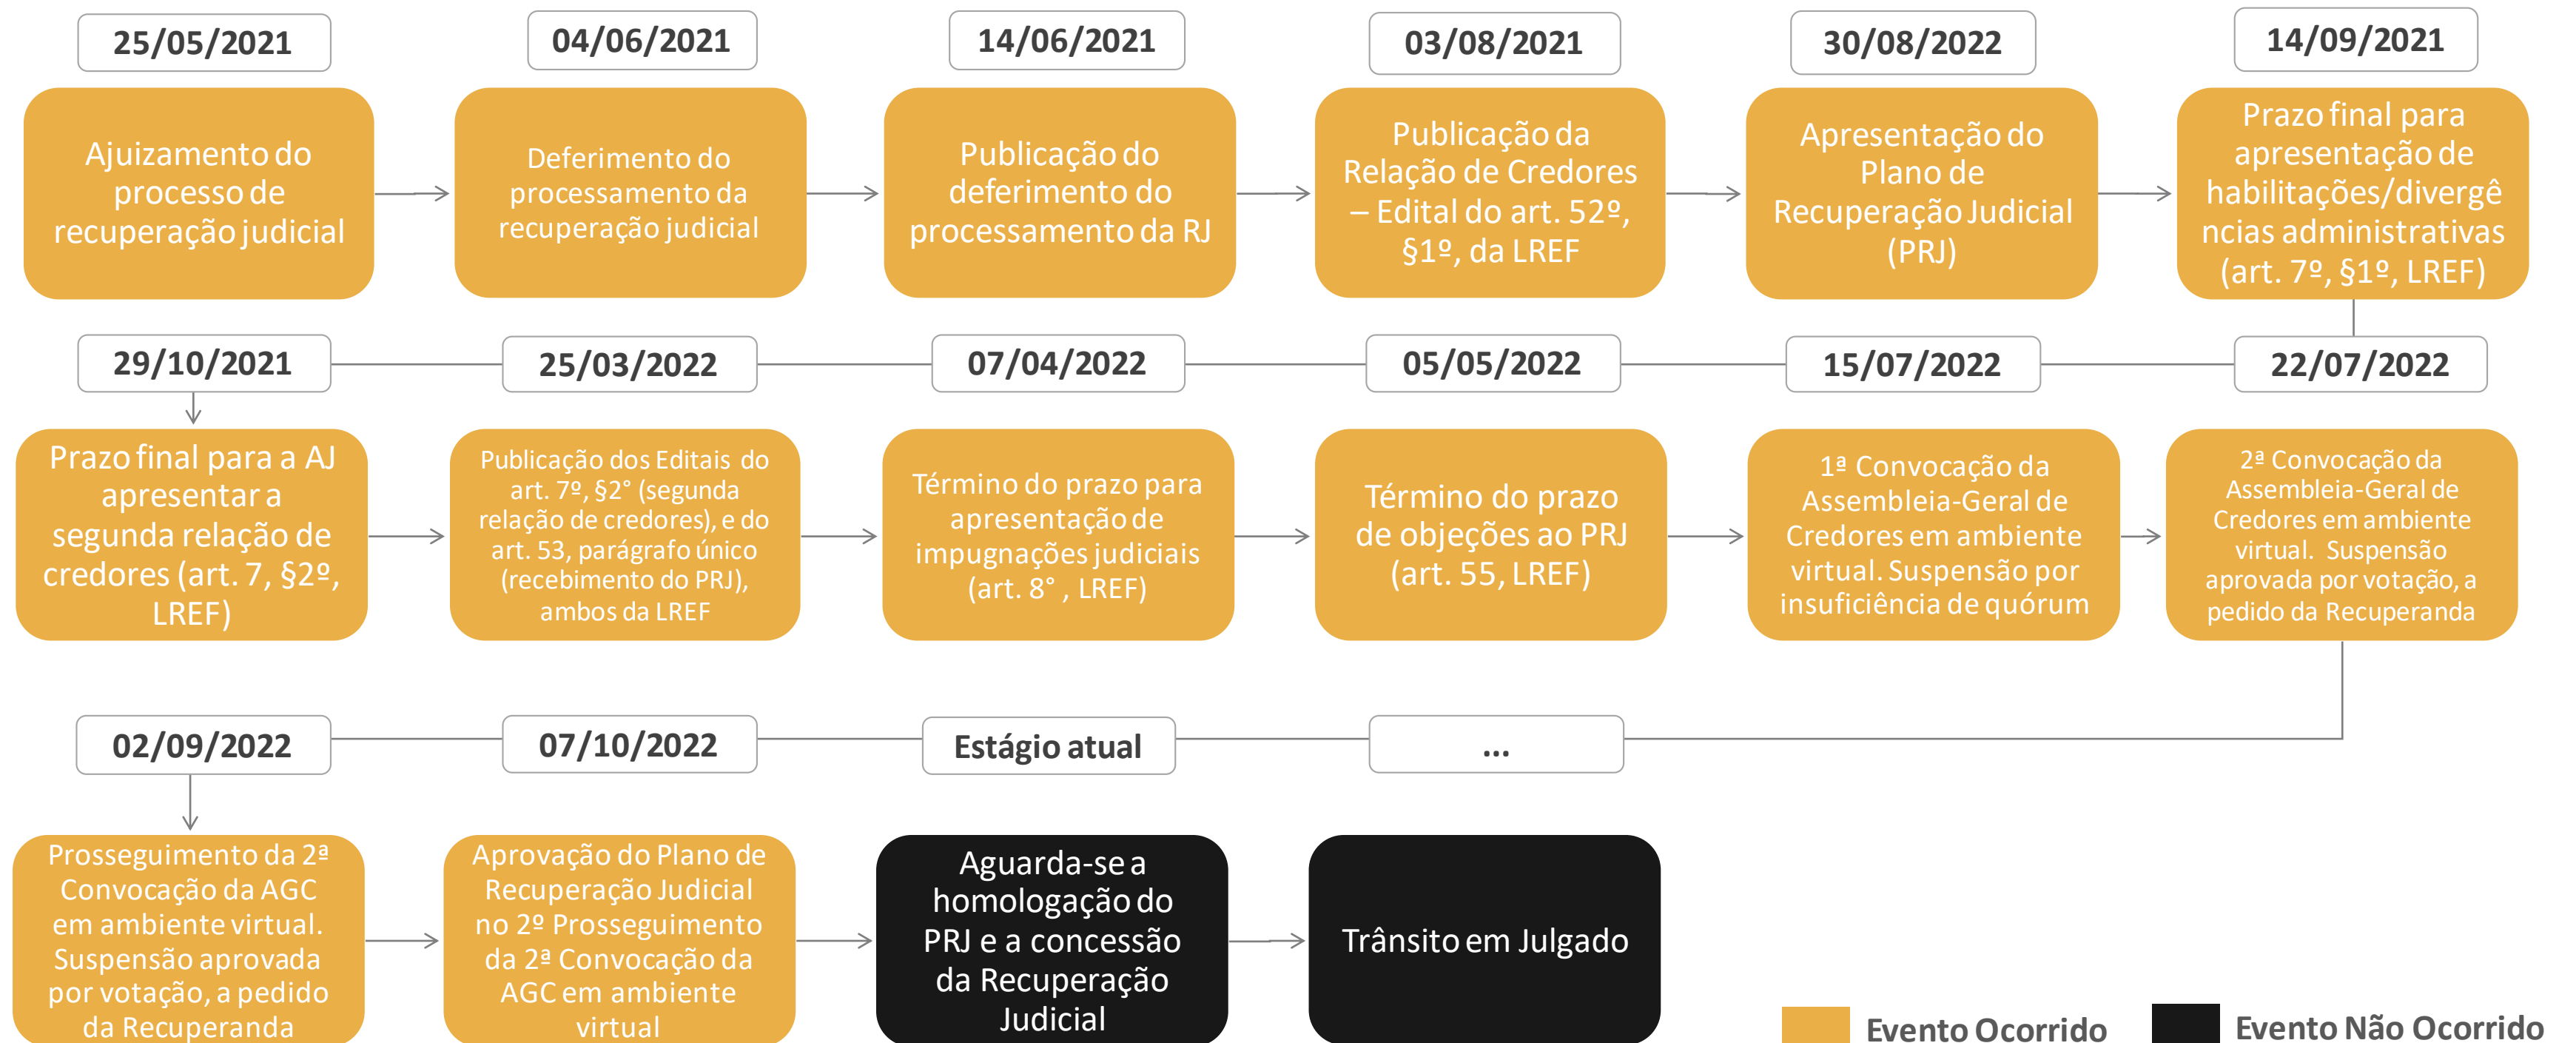 25/05/2021
04/06/2021
14/06/2021
03/08/2021
30/08/2022
14/09/2021
Ajuizamento do
processo de
recuperação judicial
Deferimento do
processamento da
recuperação judicial
Publicação do
deferimento do
processamento da RJ
Publicação da
Relação de Credores
– Edital do art. 52º,
§1º, da LREF
Apresentação do
Plano de
Recuperação Judicial
(PRJ)
Prazo final para
apresentação de
habilitações/divergê
ncias administrativas
(art. 7º, §1º, LREF)
29/10/2021
25/03/2022
07/04/2022
05/05/2022
15/07/2022
22/07/2022
Prazo final para a AJ
apresentar a
segunda relação de
credores (art. 7, §2º,
LREF)
Publicação dos Editais do
art. 7º, §2° (segunda
relação de credores), e do
art. 53, parágrafo único
(recebimento do PRJ),
ambos da LREF
Término do prazo para
apresentação de
impugnações judiciais
(art. 8° , LREF)
Término do prazo
de objeções ao PRJ
(art. 55, LREF)
1ª Convocação da
Assembleia-Geral de
Credores em ambiente
virtual. Suspensão por
insuficiência de quórum
2ª Convocação da
Assembleia-Geral de
Credores em ambiente
virtual. Suspensão
aprovada por votação, a
pedido da Recuperanda
02/09/2022
07/10/2022
Estágio atual
...
Prosseguimento da 2ª
Convocação da AGC
em ambiente virtual.
Suspensão aprovada
por votação, a pedido
da Recuperanda
Aprovação do Plano de
Recuperação Judicial
no 2º Prosseguimento
da 2ª Convocação da
AGC em ambiente
virtual
Aguarda-se a
homologação do
PRJ e a concessão
da Recuperação
Judicial
Trânsito em Julgado
Evento Ocorrido
Evento Não Ocorrido